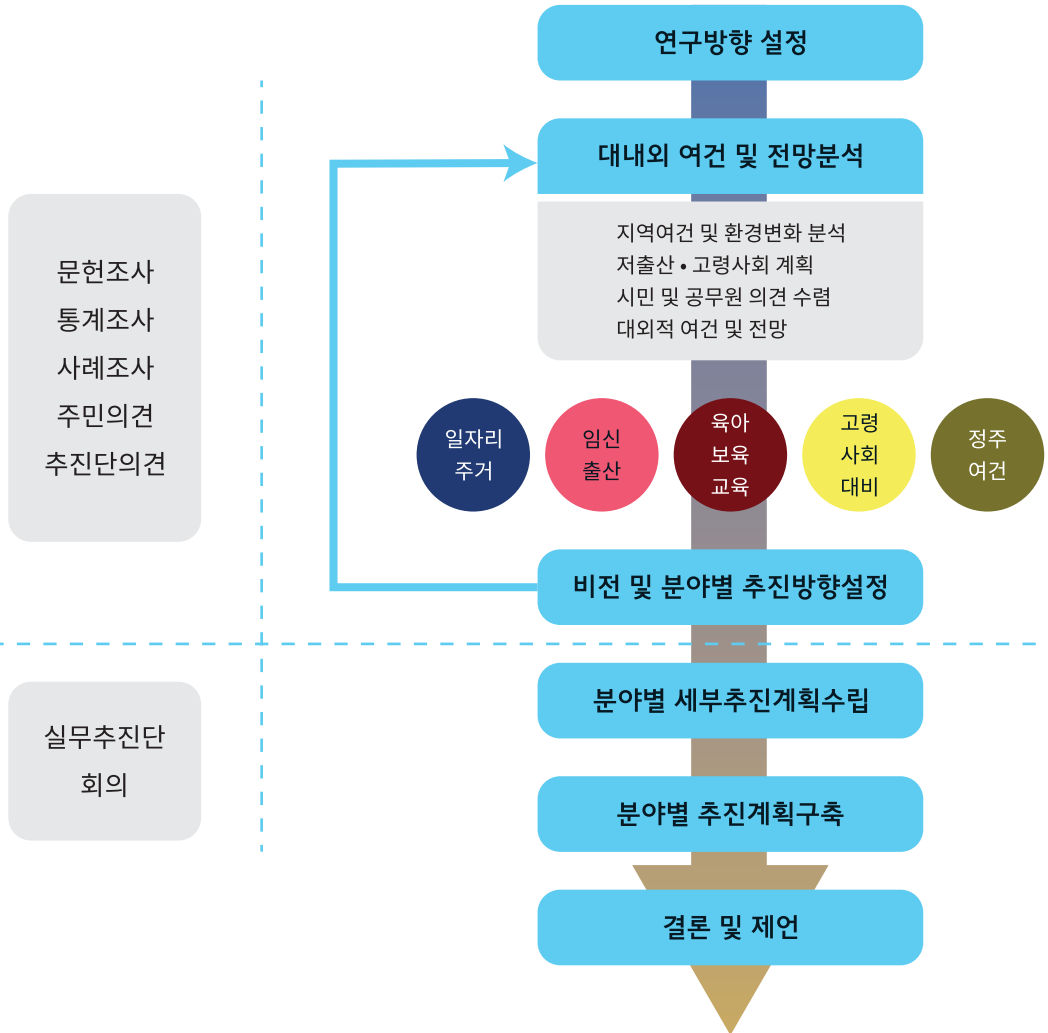 연구방향 설정
대내외 여건 및 전망분석
지역여건 및 환경변화 분석
저출산 • 고령사회 계획
시민 및 공무원 의견 수렴
대외적 여건 및 전망
문헌조사
통계조사
사례조사
주민의견
추진단의견
일자리
주거
임신
출산
육아
보육
교육
고령
사회
대비
정주
여건
비전 및 분야별 추진방향설정
분야별 세부추진계획수립
실무추진단
회의
분야별 추진계획구축
결론 및 제언